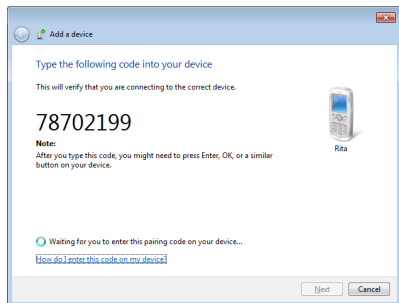 Add a device
Type the following code into your device
This will verify that you are connecting to the correct device.
78702199
Note:
After you type this code, you might need to press Enter, OK, or a similar
button on your device.
Rita
Waiting for you to enter this pairing code on your device...
How do I enter this code on my device?
Next
Cancel